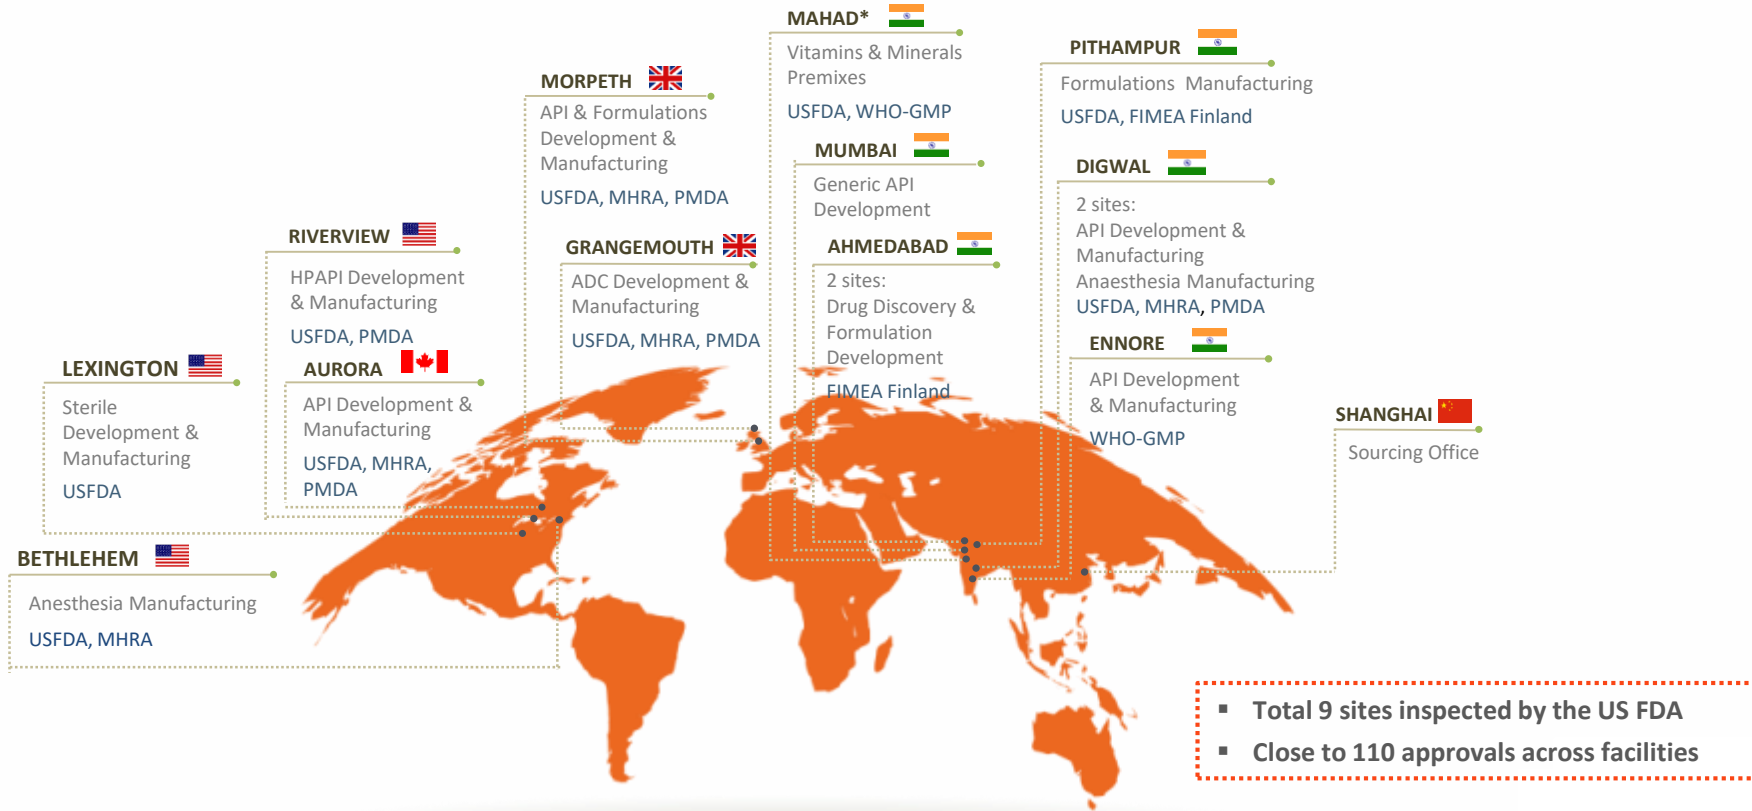 MAHAD*
Vitamins & Minerals
Premixes
USFDA, WHO-GMP
PITHAMPUR
Formulations Manufacturing
USFDA, FIMEA Finland
MORPETH
API & Formulations
Development &
Manufacturing
USFDA, MHRA, PMDA
MUMBAI
Generic API
Development
DIGWAL
2 sites:
API Development &
Manufacturing
Anaesthesia Manufacturing
USFDA, MHRA, PMDA
RIVERVIEW
HPAPI Development
& Manufacturing
USFDA, PMDA
GRANGEMOUTH
ADC Development &
Manufacturing
USFDA, MHRA, PMDA
AHMEDABAD
2 sites:
Drug Discovery &
Formulation
Development
FIMEA Finland
ENNORE
API Development
& Manufacturing
WHO-GMP
LEXINGTON
Sterile
Development &
Manufacturing
USFDA
AURORA
API Development &
Manufacturing
USFDA, MHRA,
PMDA
SHANGHAI
Sourcing Office
BETHLEHEM
Anesthesia Manufacturing
USFDA, MHRA
▪ Total 9 sites inspected by the US FDA
▪ Close to 110 approvals across facilities